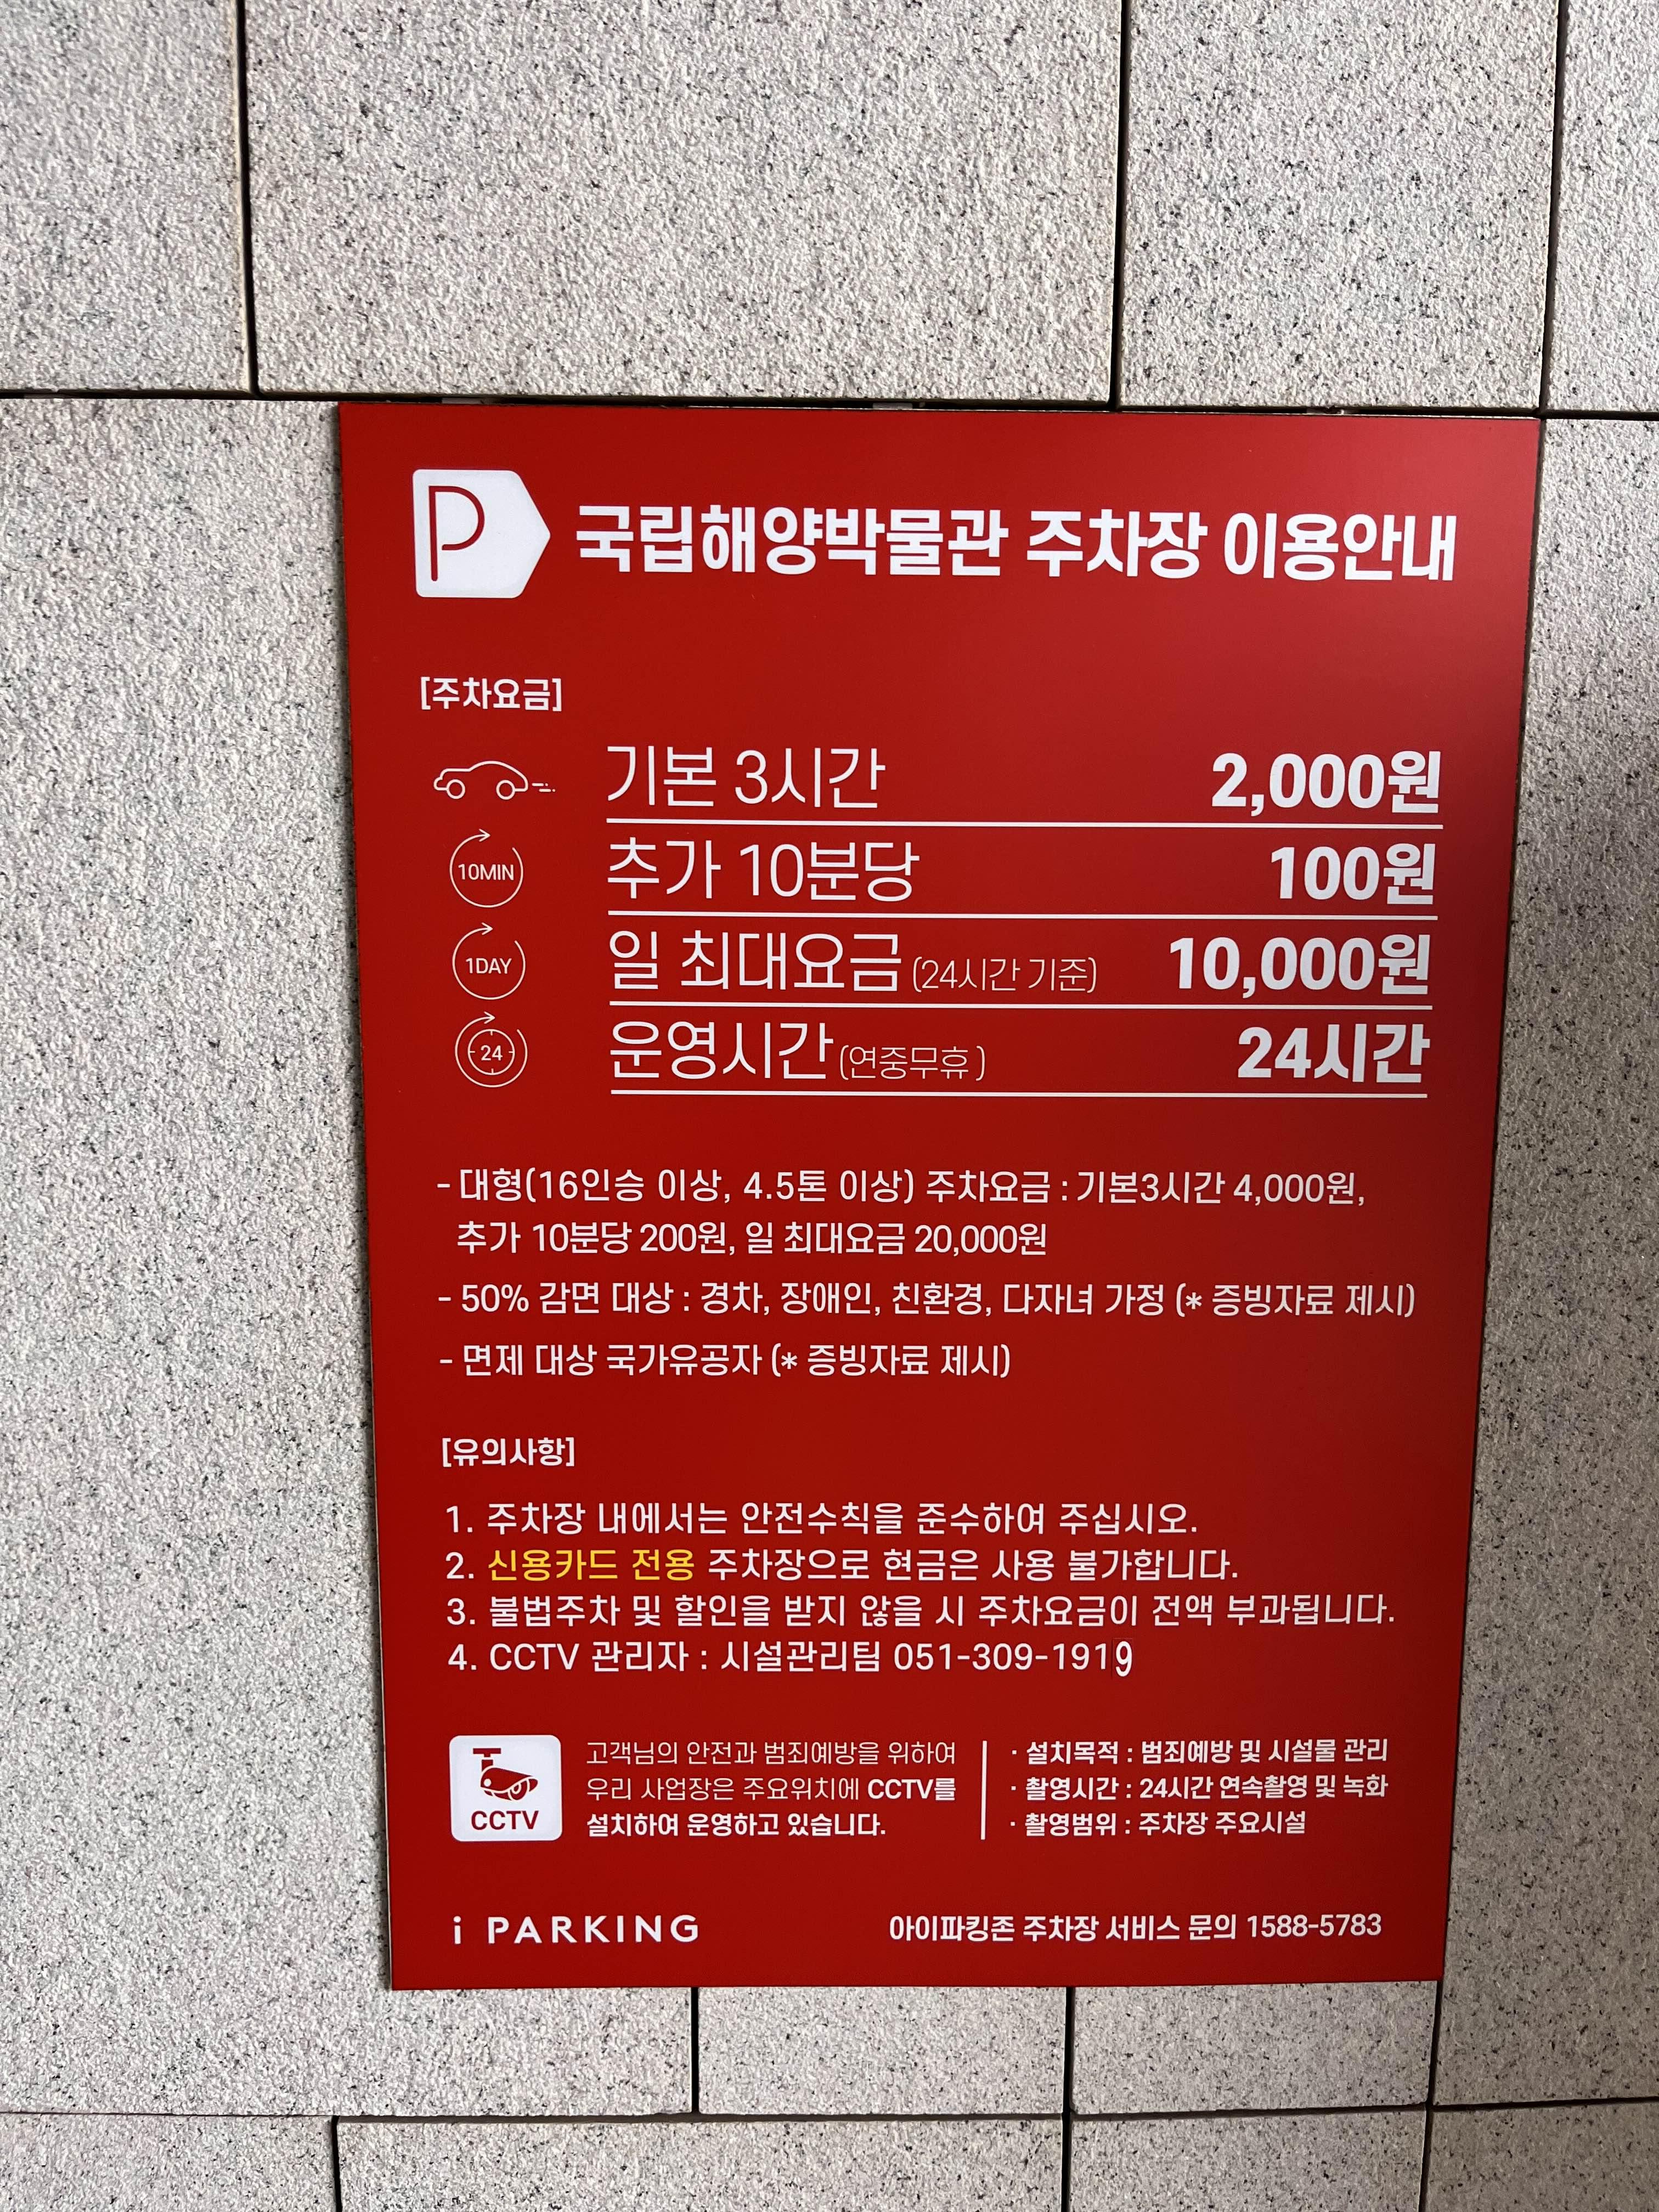 P 국립해양박물관 주차장 이용안내
[주차요금]
기본 3시간 2,000원
10MIN 추가 10분당 100원
1DAY 일 최대요금 (24시간 기준) 10,000원
24 운영시간 (연중무휴 ) 24시간
- 대형(16인승 이상, 4.5톤 이상) 주차요금 : 기본3시간 4,000원,
추가 10분당 200원, 일 최대요금 20,000원
- 50% 감면 대상 : 경차, 장애인, 친환경, 다자녀 가정 (* 증빙자료 제시)
- 면제 대상 국가유공자 (* 증빙자료 제시)
[유의사항]
1. 주차장 내에서는 안전수칙을 준수하여 주십시오.
2. 신용카드 전용 주차장으로 현금은 사용 불가합니다.
3. 불법주차 및 할인을 받지 않을 시 주차요금이 전액 부과됩니다.
4. CCTV 관리자 : 시설관리팀 051-309-1919
CCTV
고객님의 안전과 범죄예방을 위하여
우리 사업장은 주요위치에 CCTV를
설치하여 운영하고 있습니다.
· 설치목적 : 범죄예방 및 시설물 관리
· 촬영시간 : 24시간 연속촬영 및 녹화
· 촬영범위 : 주차장 주요시설
i PARKING
아이파킹존 주차장 서비스 문의 1588-5783